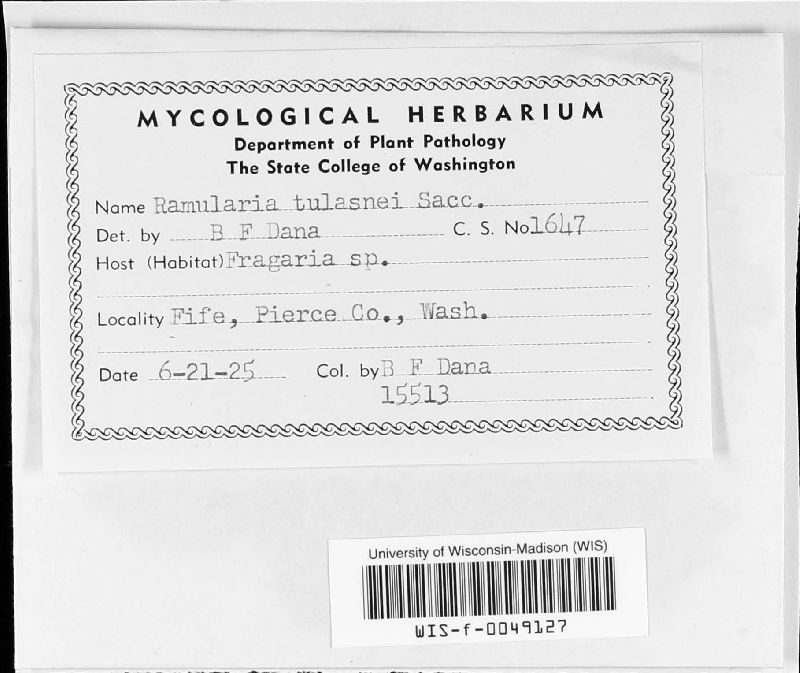 MYCOLOGICAL HERBARIUM
Department of Plant Pathology
The State College of Washington
Name Ramularia tulasnei Sacc.
Det. by B F Dana C. S. No 1647
Host (Habitat) Fragaria sp.
Locality Fife, Pierce Co., Wash.
Date 6-21-25 Col. by B F Dana
15513
University of Wisconsin-Madison (WIS)
WIS-f-0049127